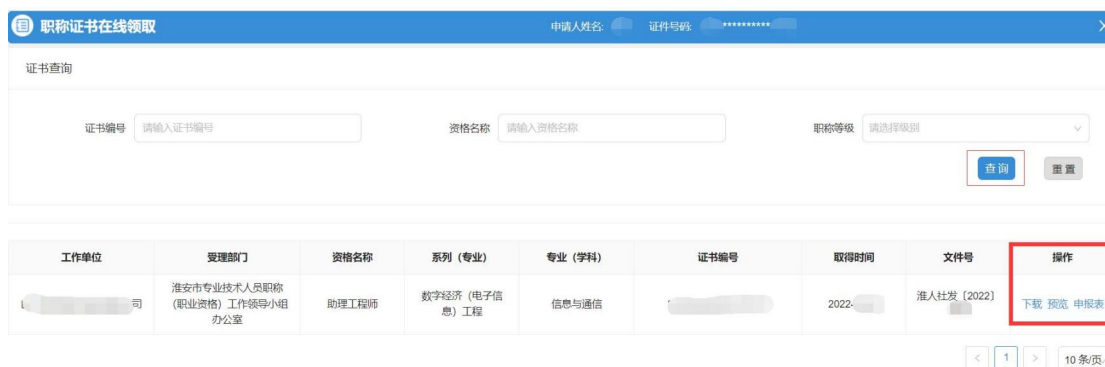 职称证书在线领取 申请人姓名: 证件号码: **********
证书查询
证书编号 请输入证书编号 资格名称 请输入资格名称 职称等级 请选择级别
查询 重置
工作单位 受理部门 资格名称 系列（专业） 专业（学科） 证书编号 取得时间 文件号 操作
淮安市专业技术人员职称
（职业资格）工作领导小组
办公室
司 助理工程师 数字经济（电子信
息）工程
信息与通信 2022- 淮人社发〔2022〕
下载 预览 申报表
< 1 > 10 条/页